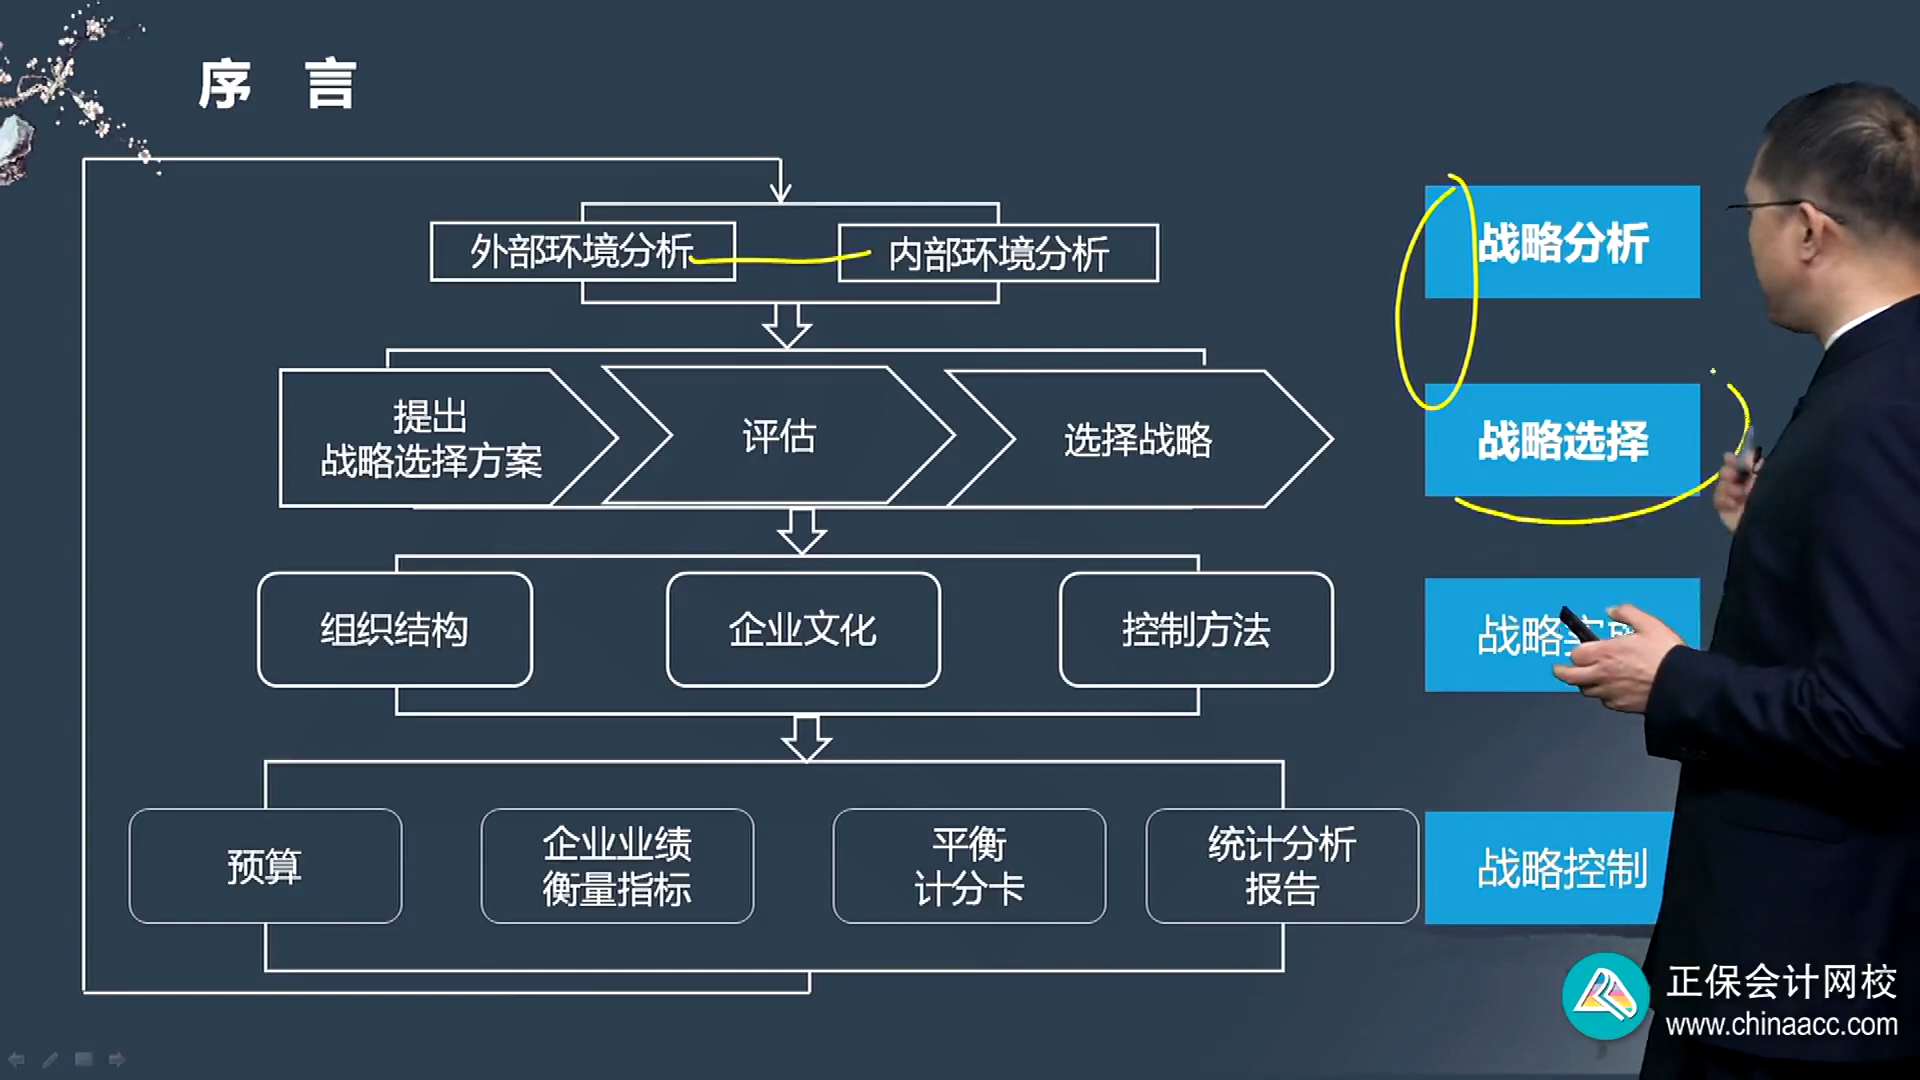 序 言
外部环境分析
内部环境分析
战略分析
提出
战略选择方案
评估
选择战略
战略选择
组织结构
企业文化
控制方法
战略
预算
企业业绩
衡量指标
平衡
计分卡
统计分析
报告
战略控制
正保会计网校
www.chinaacc.com